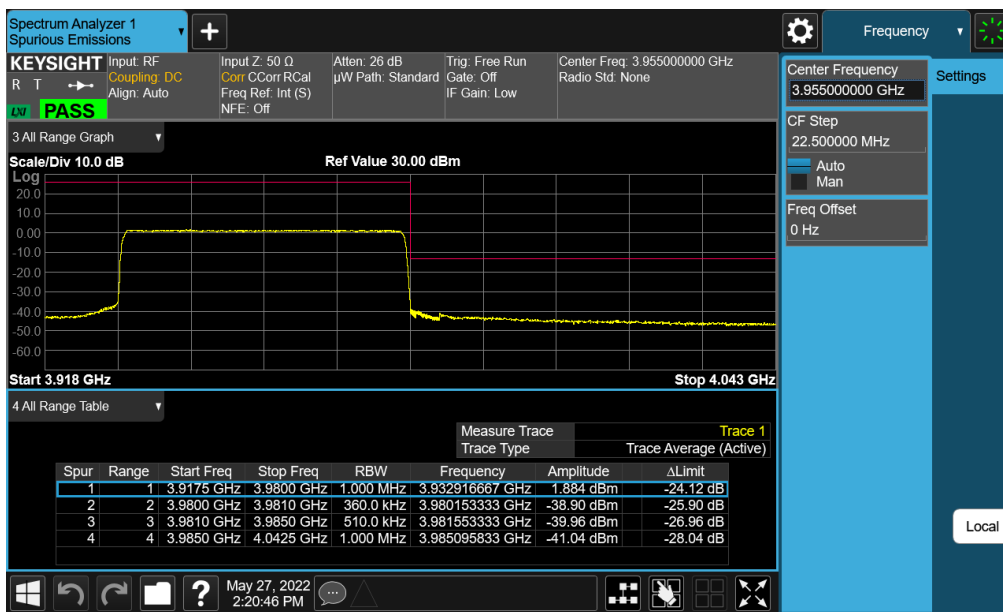 Spectrum Analyzer 1
Spurious Emissions
Frequency
KEYSIGHT Input: RF Input Z: 50 Ω Atten: 26 dB Trig: Free Run Center Freq: 3.955000000 GHz
R T Coupling: DC Corr CCorr RCal µW Path: Standard Gate: Off Radio Std: None
Align: Auto Freq Ref: Int (S) IF Gain: Low
LXI PASS NFE: Off
Center Frequency
3.955000000 GHz
Settings
CF Step
22.500000 MHz
Auto
Man
Freq Offset
0 Hz
3 All Range Graph
Scale/Div 10.0 dB Ref Value 30.00 dBm
Log
20.0
10.0
0.00
-10.0
-20.0
-30.0
-40.0
-50.0
-60.0
Start 3.918 GHz Stop 4.043 GHz
4 All Range Table
Measure Trace Trace 1
Trace Type Trace Average (Active)
Spur Range Start Freq Stop Freq RBW Frequency Amplitude ΔLimit
1 1 3.9175 GHz 3.9800 GHz 1.000 MHz 3.932916667 GHz 1.884 dBm -24.12 dB
2 2 3.9800 GHz 3.9810 GHz 360.0 kHz 3.980153333 GHz -38.90 dBm -25.90 dB
3 3 3.9810 GHz 3.9850 GHz 510.0 kHz 3.981553333 GHz -39.96 dBm -26.96 dB
4 4 3.9850 GHz 4.0425 GHz 1.000 MHz 3.985095833 GHz -41.04 dBm -28.04 dB
Local
? May 27, 2022
2:20:46 PM